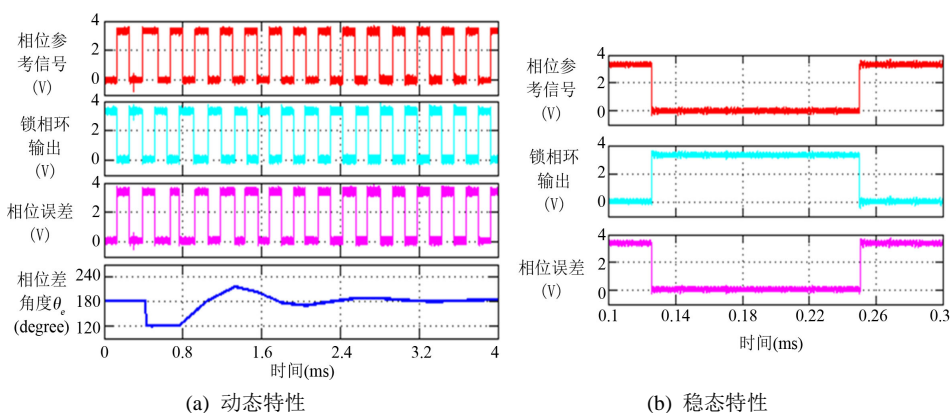 相位参
考信号
(V)
4
2
0
锁相环
输出
(V)
4
2
0
相位误差
(V)
4
2
0
相位差
角度θe
(degree)
240
180
120
0 0.8 1.6 2.4 3.2 4
时间(ms)
(a) 动态特性
相位参
考信号
(V)
4
2
0
锁相环
输出
(V)
4
2
0
相位误差
(V)
4
2
0
0.1 0.14 0.18 0.22 0.26 0.3
时间(ms)
(b) 稳态特性